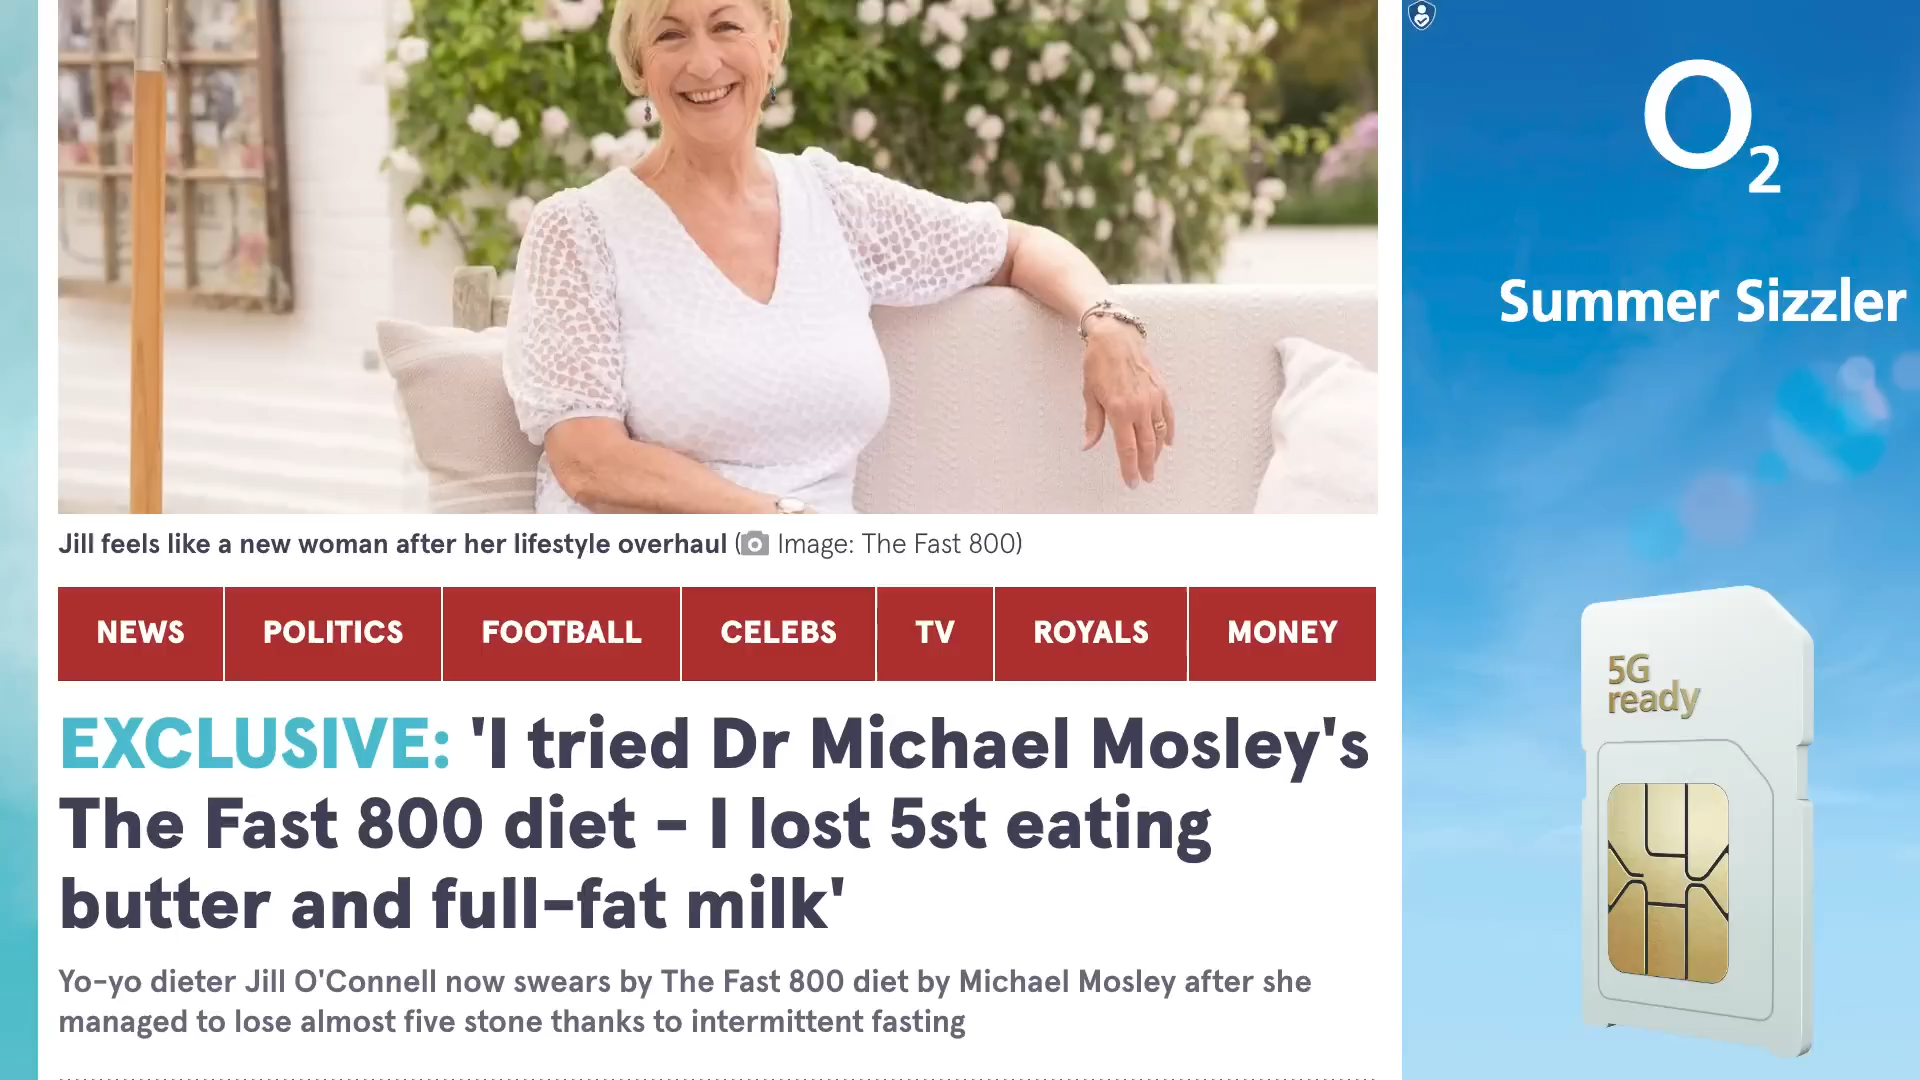 Jill feels like a new woman after her lifestyle overhaul (Image: The Fast 800)
NEWS
POLITICS
FOOTBALL
CELEBS
TV
ROYALS
MONEY
EXCLUSIVE: 'I tried Dr Michael Mosley's
The Fast 800 diet - I lost 5st eating
butter and full-fat milk'
Yo-yo dieter Jill O'Connell now swears by The Fast 800 diet by Michael Mosley after she
managed to lose almost five stone thanks to intermittent fasting
O2
Summer Sizzler
5G
ready